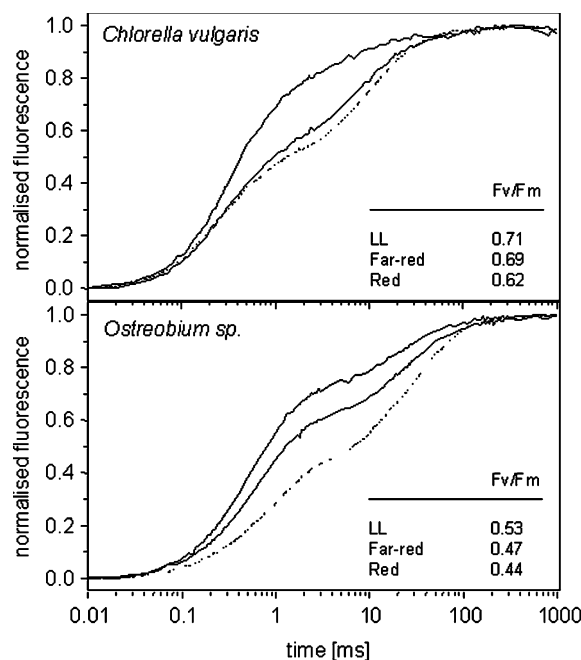 Chlorella vulgaris
normalised fluorescence
1.0
0.8
0.6
0.4
0.2
0.0
Fv/Fm
LL 0.71
Far-red 0.69
Red 0.62
Ostreobium sp.
normalised fluorescence
1.0
0.8
0.6
0.4
0.2
0.0
Fv/Fm
LL 0.53
Far-red 0.47
Red 0.44
0.01 0.1 1 10 100 1000
time [ms]